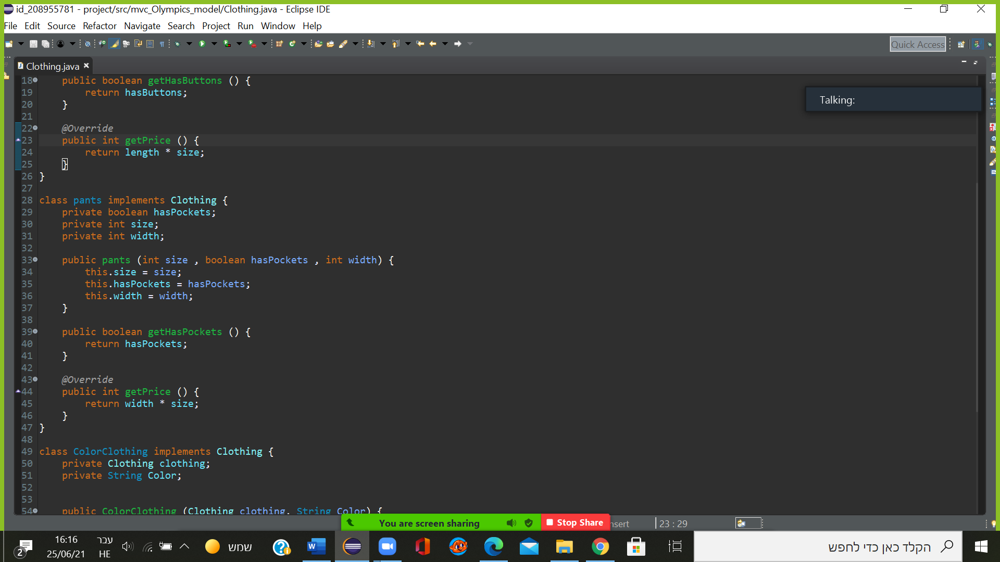 id_208955781 - project/src/mvc_Olympics_model/Clothing.java - Eclipse IDE
File Edit Source Refactor Navigate Search Project Run Window Help
Quick Access
Clothing.java
Talking:
18 public boolean getHasButtons () {
19 return hasButtons;
20 }
21
22 @Override
23 public int getPrice () {
24 return length * size;
25 }
26 }
27
28 class pants implements Clothing {
29 private boolean hasPockets;
30 private int size;
31 private int width;
32
33 public pants (int size , boolean hasPockets , int width) {
34 this.size = size;
35 this.hasPockets = hasPockets;
36 this.width = width;
37 }
38
39 public boolean getHasPockets () {
40 return hasPockets;
41 }
42
43 @Override
44 public int getPrice () {
45 return width * size;
46 }
47 }
48
49 class ColorClothing implements Clothing {
50 private Clothing clothing;
51 private String Color;
52
53
54 public ColorClothing (Clothing clothing, String Color) {
You are screen sharing Stop Share nsert 23 : 29
2 16:16 25/06/21 עבר HE שמש הקלד כאן כדי לחפש